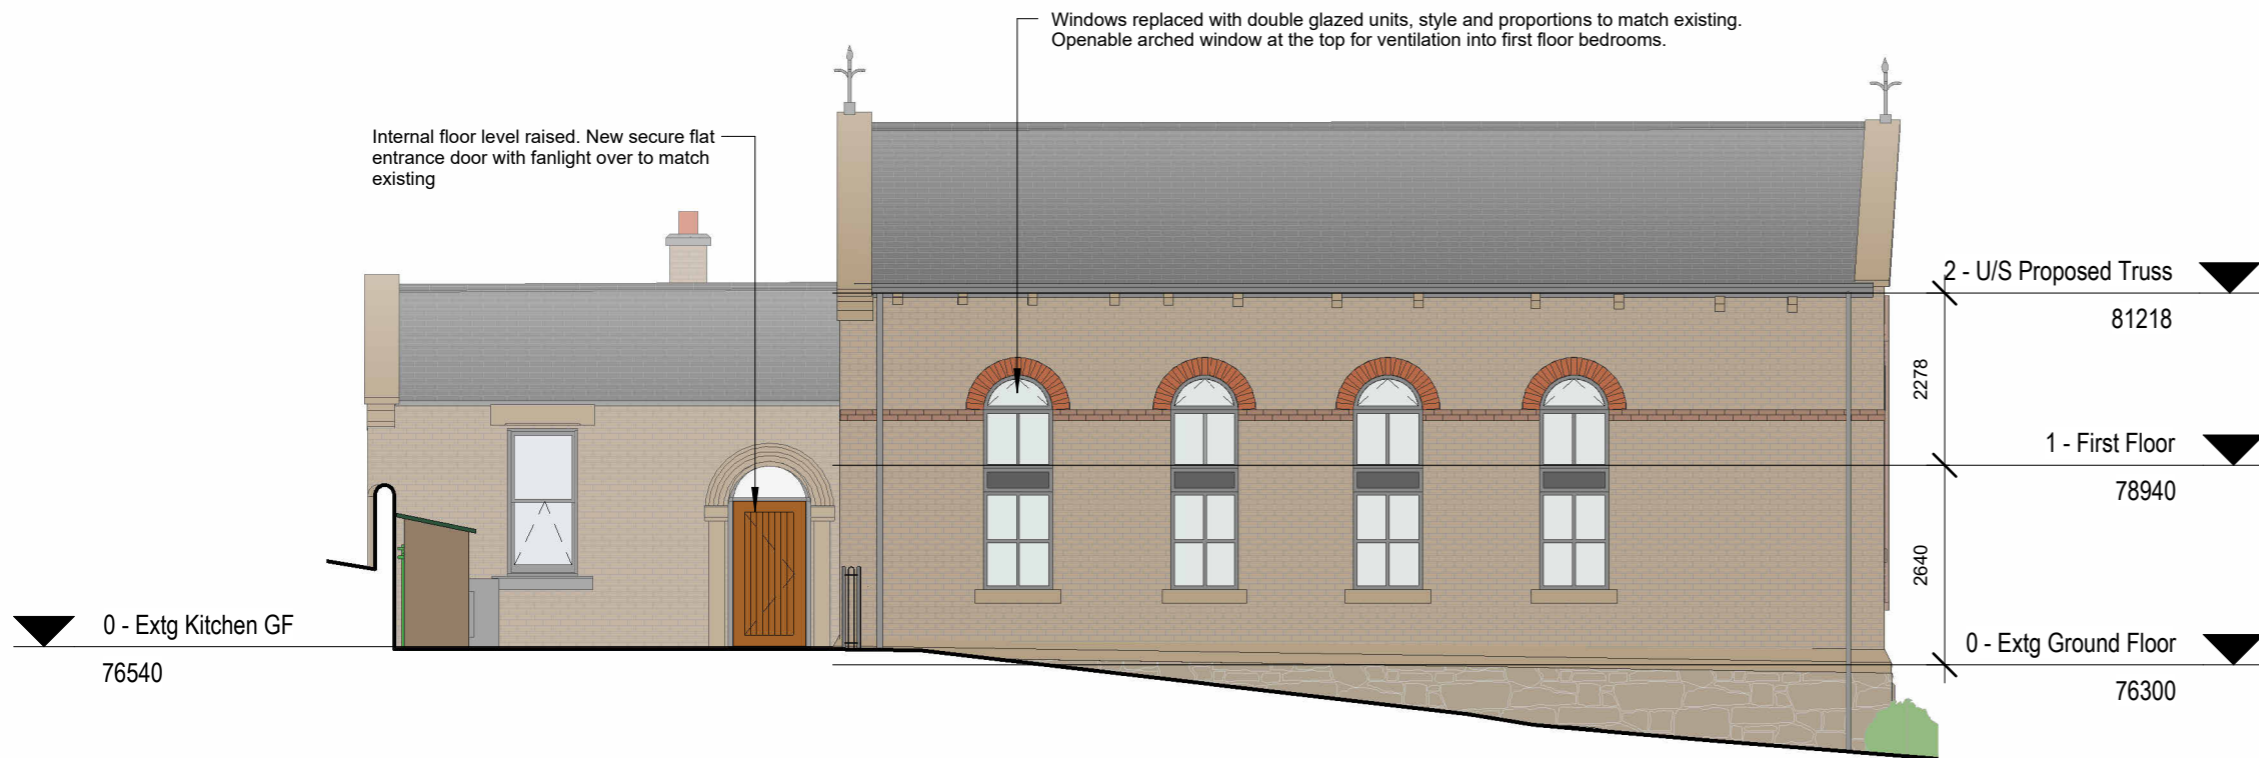 Windows replaced with double glazed units, style and proportions to match existing.
Openable arched window at the top for ventilation into first floor bedrooms.
Internal floor level raised. New secure flat
entrance door with fanlight over to match
existing
2 - U/S Proposed Truss
81218
2278
1 - First Floor
78940
2640
0 - Extg Kitchen GF
76540
0 - Extg Ground Floor
76300